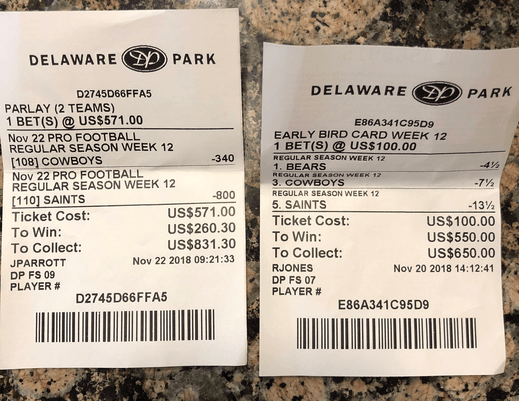 DELAWARE DP PARK
D2745D66FFA5
PARLAY (2 TEAMS)
1 BET(S) @ US$571.00
Nov 22 PRO FOOTBALL
REGULAR SEASON WEEK 12
[108] COWBOYS -340
Nov 22 PRO FOOTBALL
REGULAR SEASON WEEK 12
[110] SAINTS -800
Ticket Cost: US$571.00
To Win: US$260.30
To Collect: US$831.30
JPARROTT Nov 22 2018 09:21:33
DP FS 09
PLAYER #
D2745D66FFA5
DELAWARE DP PARK
E86A341C95D9
EARLY BIRD CARD WEEK 12
1 BET(S) @ US$100.00
REGULAR SEASON WEEK 12
1. BEARS -4½
REGULAR SEASON WEEK 12
3. COWBOYS -7½
REGULAR SEASON WEEK 12
5. SAINTS -13½
Ticket Cost: US$100.00
To Win: US$550.00
To Collect: US$650.00
RJONES Nov 20 2018 14:12:41
DP FS 07
PLAYER #
E86A341C95D9